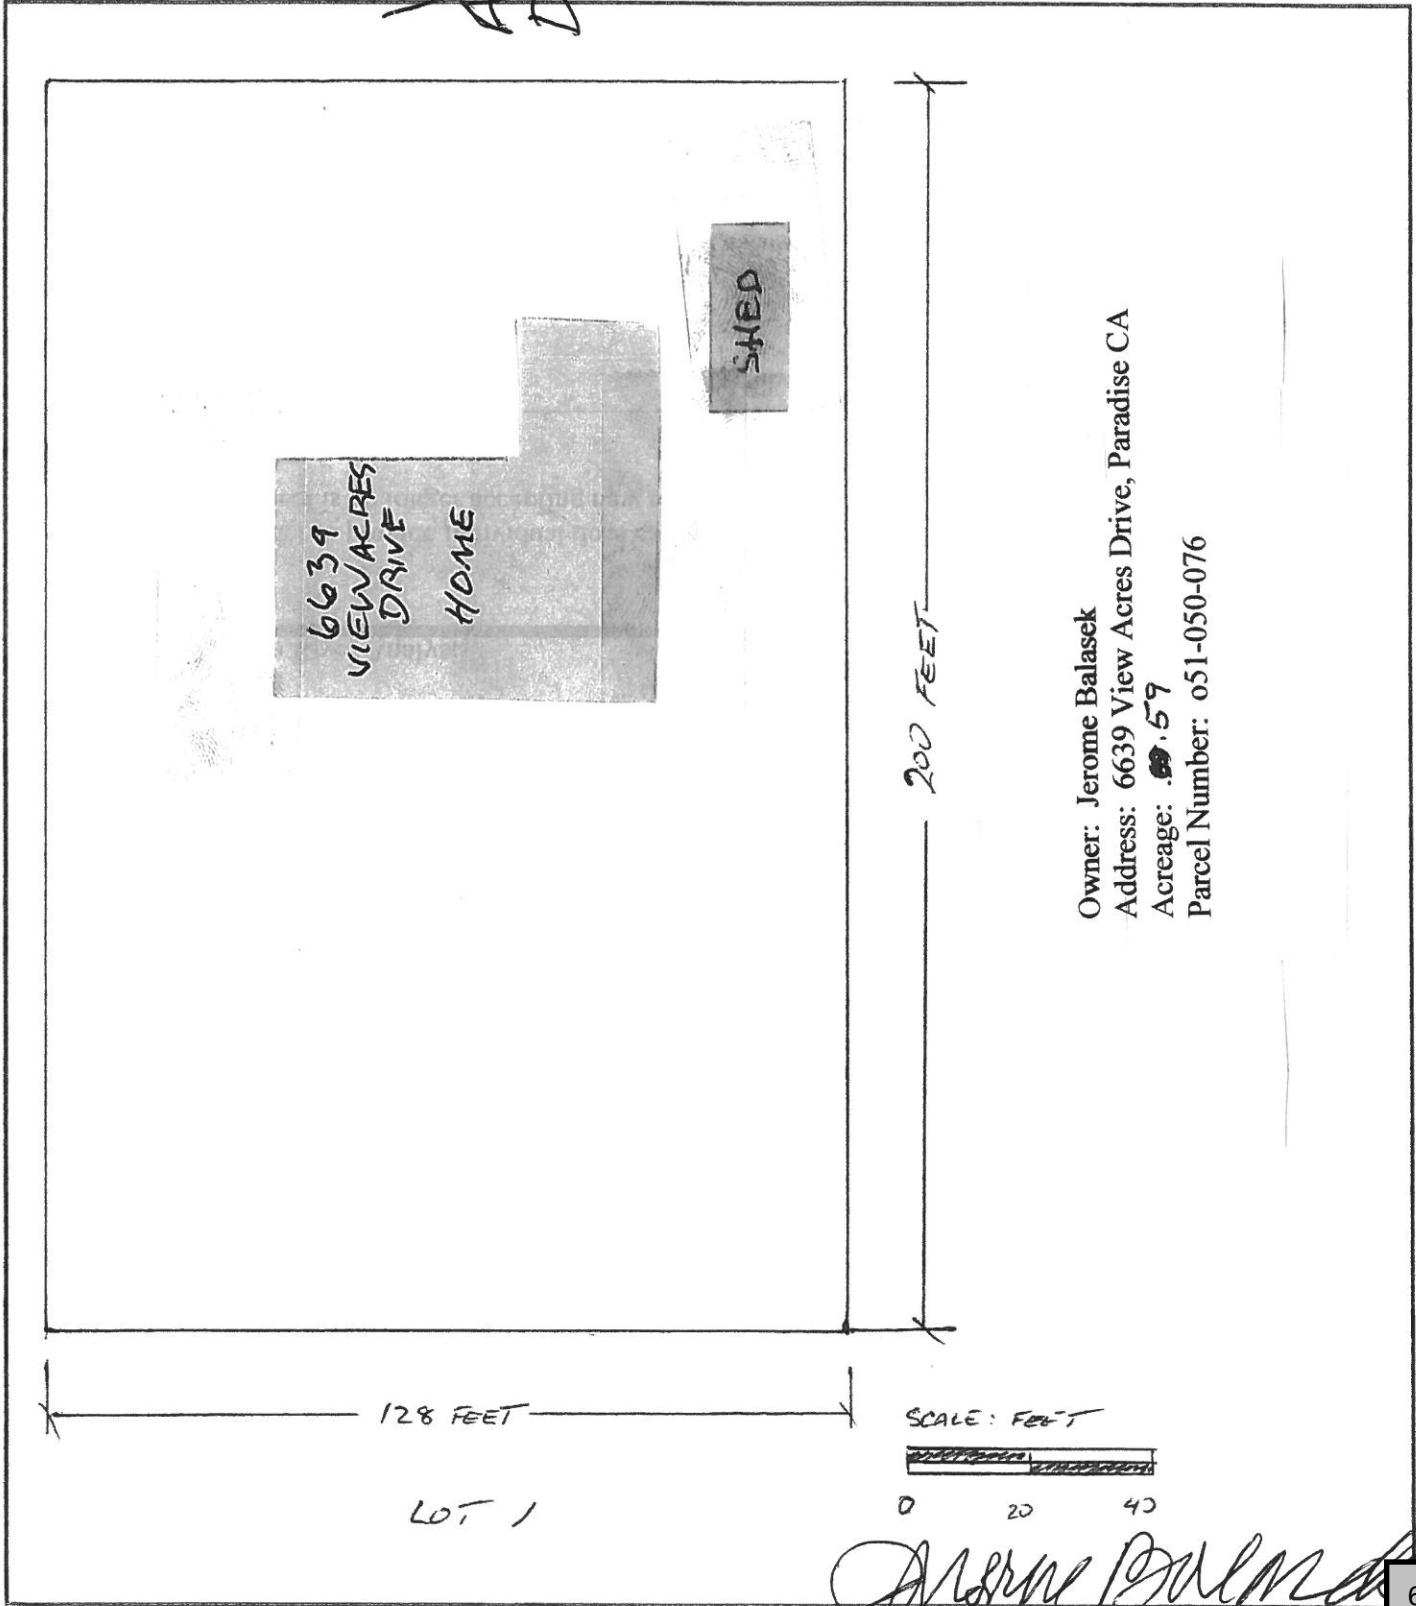 6639
VIEW ACRES
DRIVE
HOME
SHED
200 FEET
Owner: Jerome Balasek
Address: 6639 View Acres Drive, Paradise CA
Acreage: .59
Parcel Number: o51-050-076
128 FEET
SCALE: FEET
0 20 40
LOT 1
6